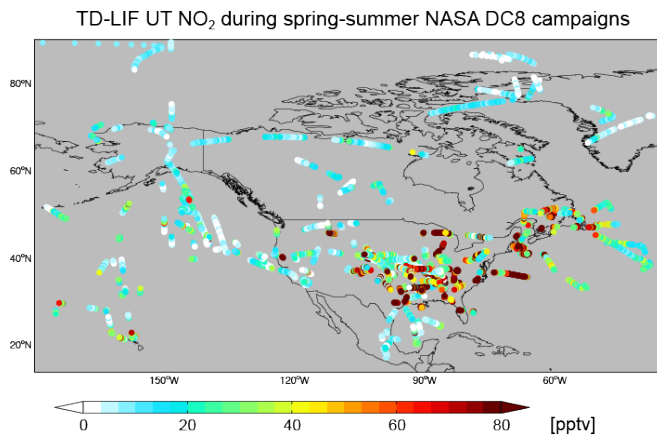 TD-LIF UT NO₂ during spring-summer NASA DC8 campaigns
80°N
60°N
40°N
20°N
150°W 120°W 90°W 60°W
0 20 40 60 80 [pptv]